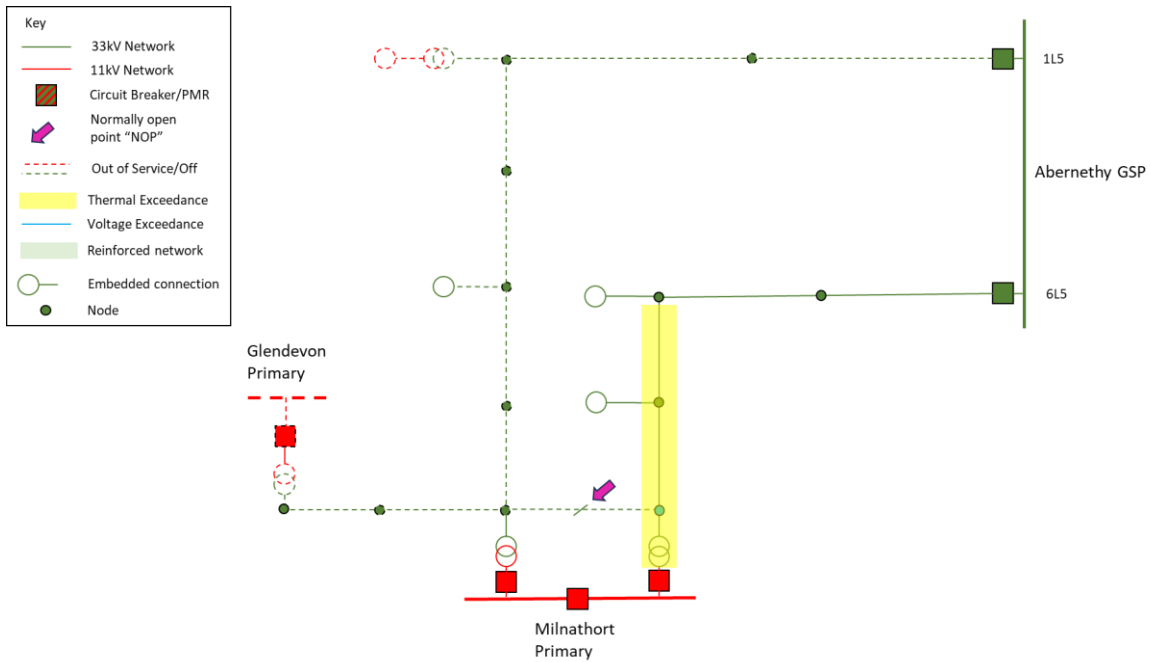 Key
33kV Network
11kV Network
Circuit Breaker/PMR
Normally open
point “NOP”
Out of Service/Off
Thermal Exceedance
Voltage Exceedance
Reinforced network
Embedded connection
Node
1L5
Abernethy GSP
6L5
Glendevon
Primary
Milnathort
Primary